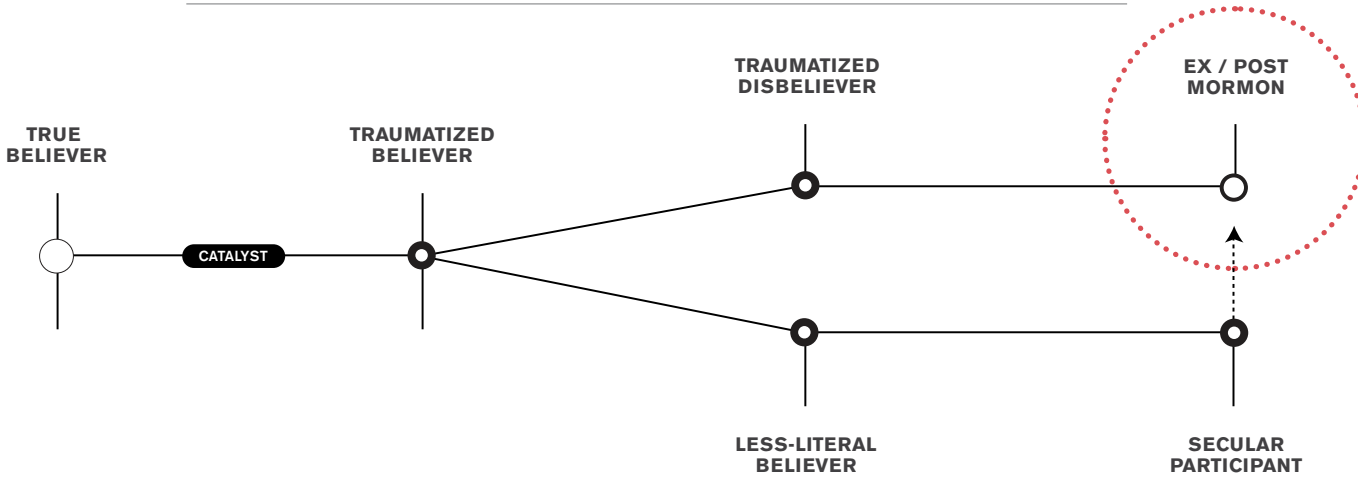 TRUE
BELIEVER
CATALYST
TRAUMATIZED
BELIEVER
TRAUMATIZED
DISBELIEVER
EX / POST
MORMON
LESS-LITERAL
BELIEVER
SECULAR
PARTICIPANT